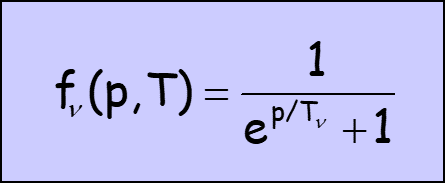 f_ν(p,T) = 1 / (e^{p/T_ν} + 1)